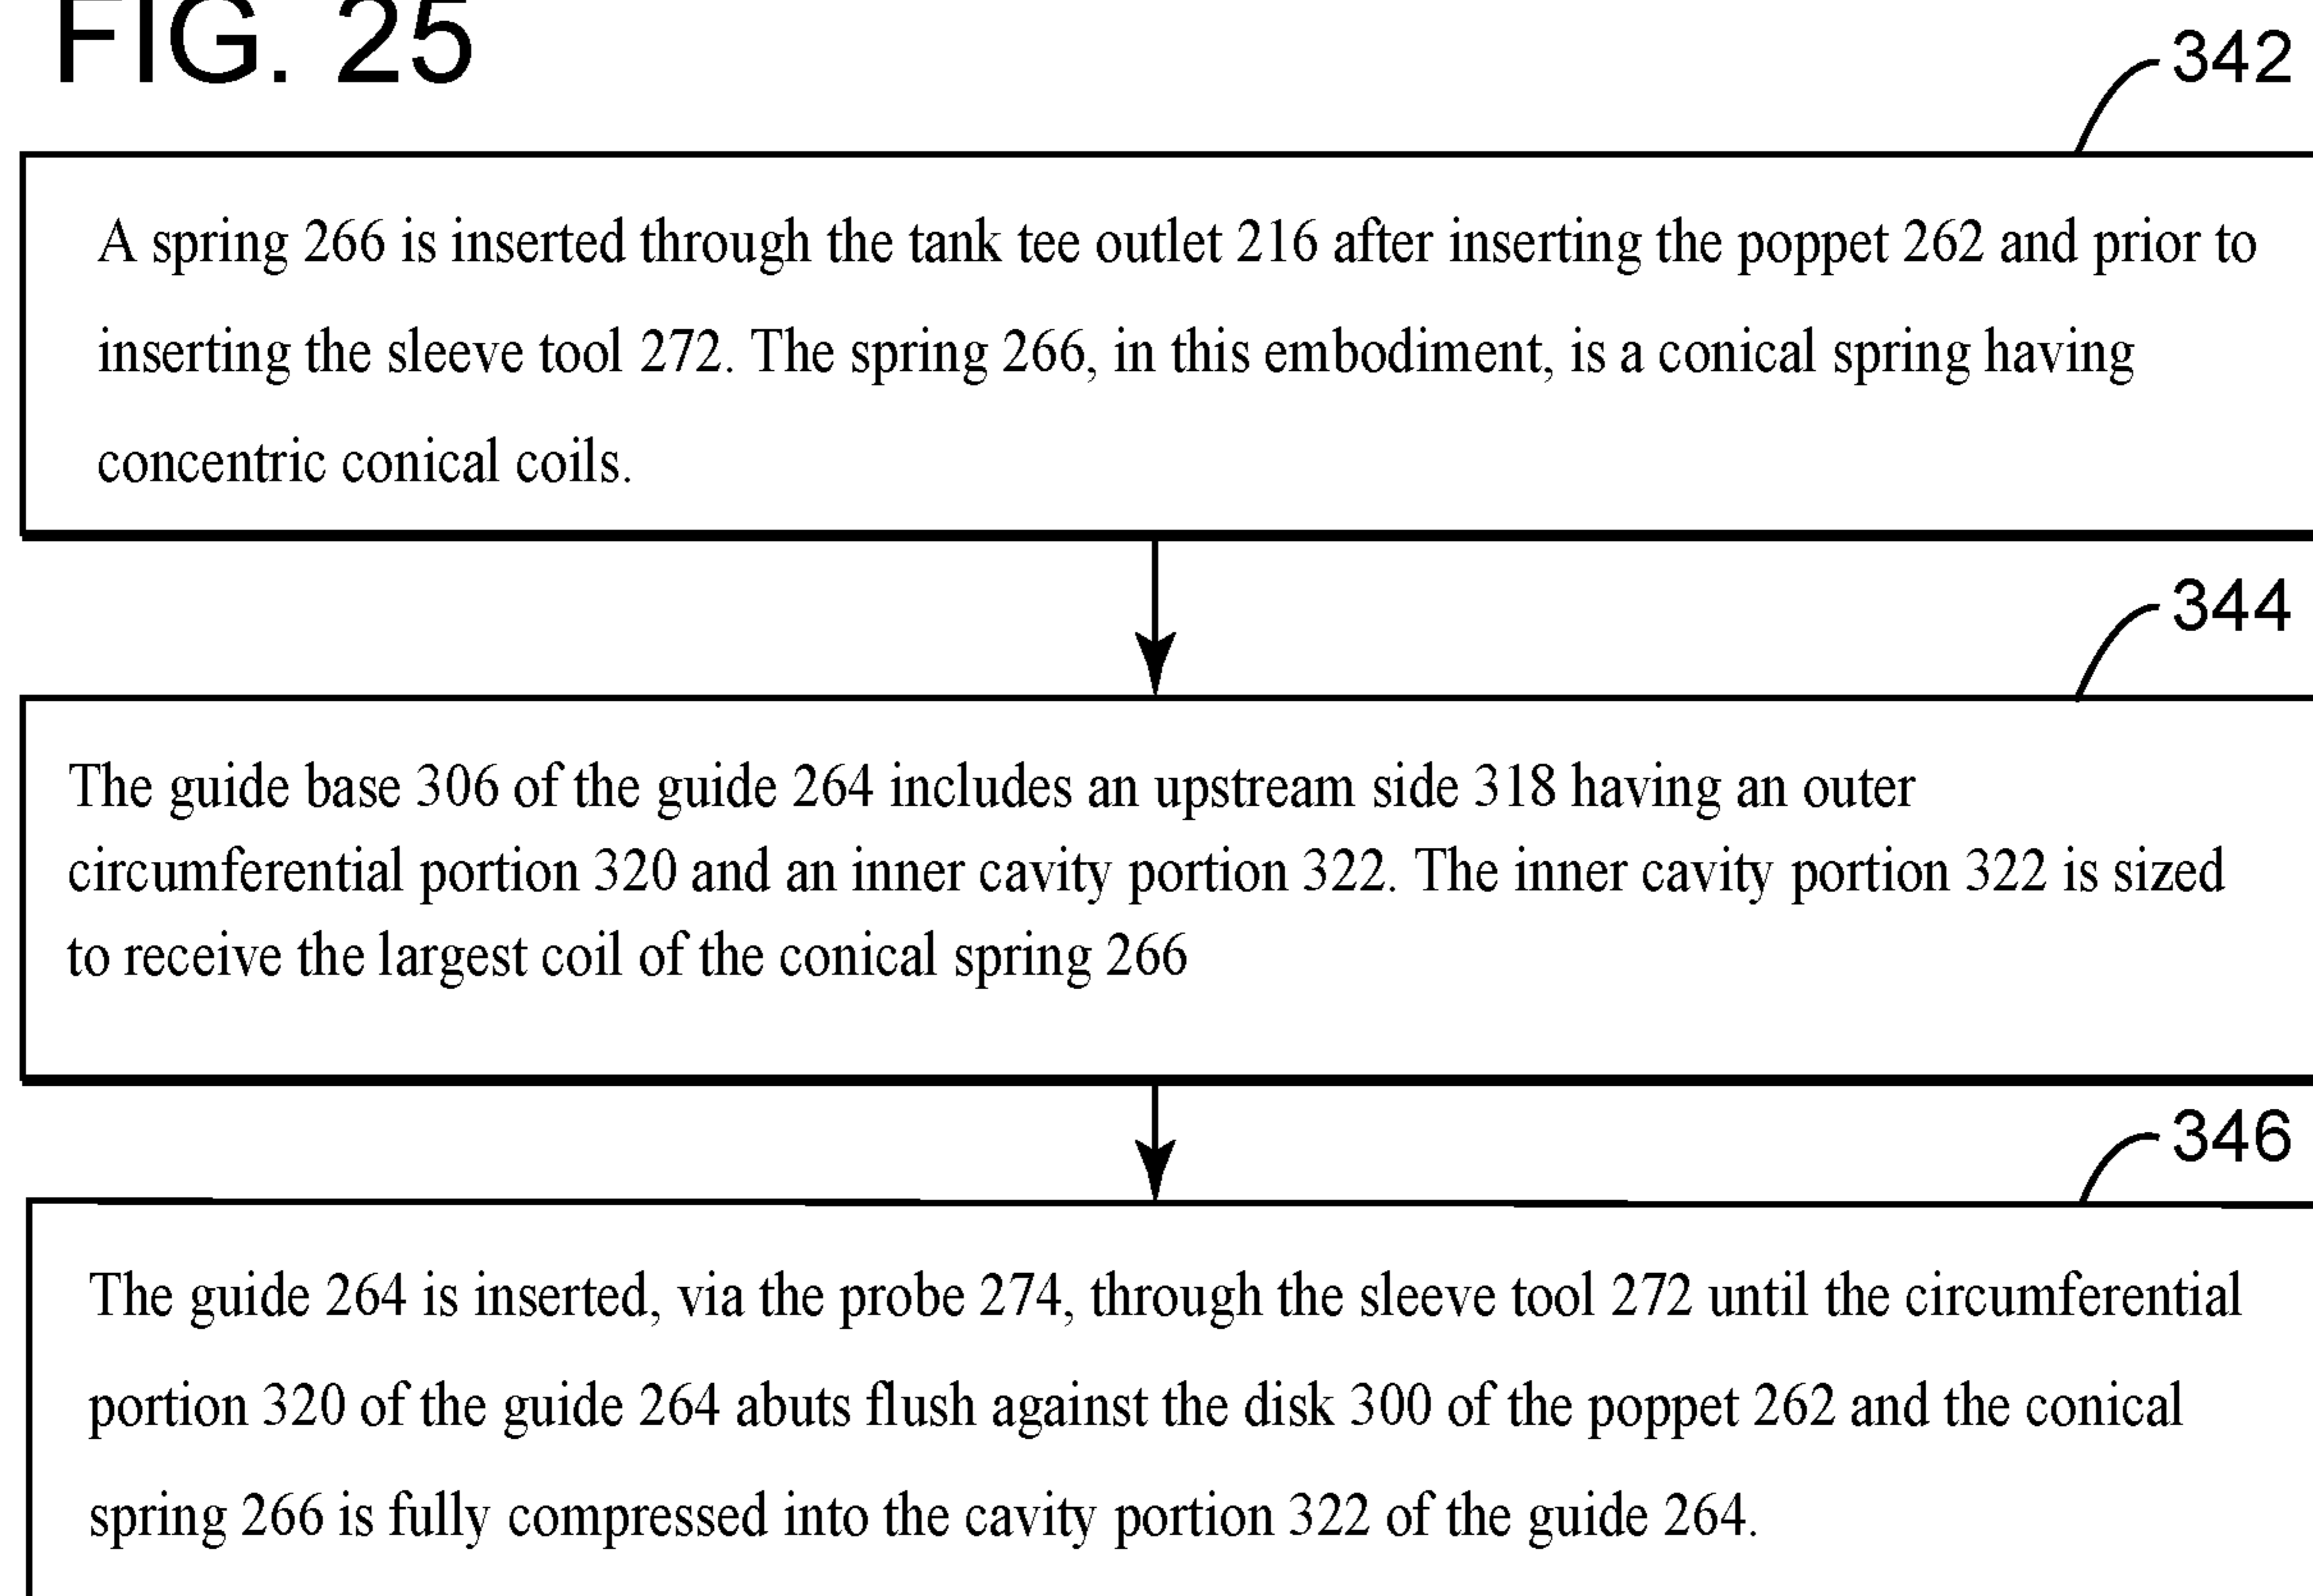 FIG. 25
342
A spring 266 is inserted through the tank tee outlet 216 after inserting the poppet 262 and prior to
inserting the sleeve tool 272. The spring 266, in this embodiment, is a conical spring having
concentric conical coils.
344
The guide base 306 of the guide 264 includes an upstream side 318 having an outer
circumferential portion 320 and an inner cavity portion 322. The inner cavity portion 322 is sized
to receive the largest coil of the conical spring 266
346
The guide 264 is inserted, via the probe 274, through the sleeve tool 272 until the circumferential
portion 320 of the guide 264 abuts flush against the disk 300 of the poppet 262 and the conical
spring 266 is fully compressed into the cavity portion 322 of the guide 264.